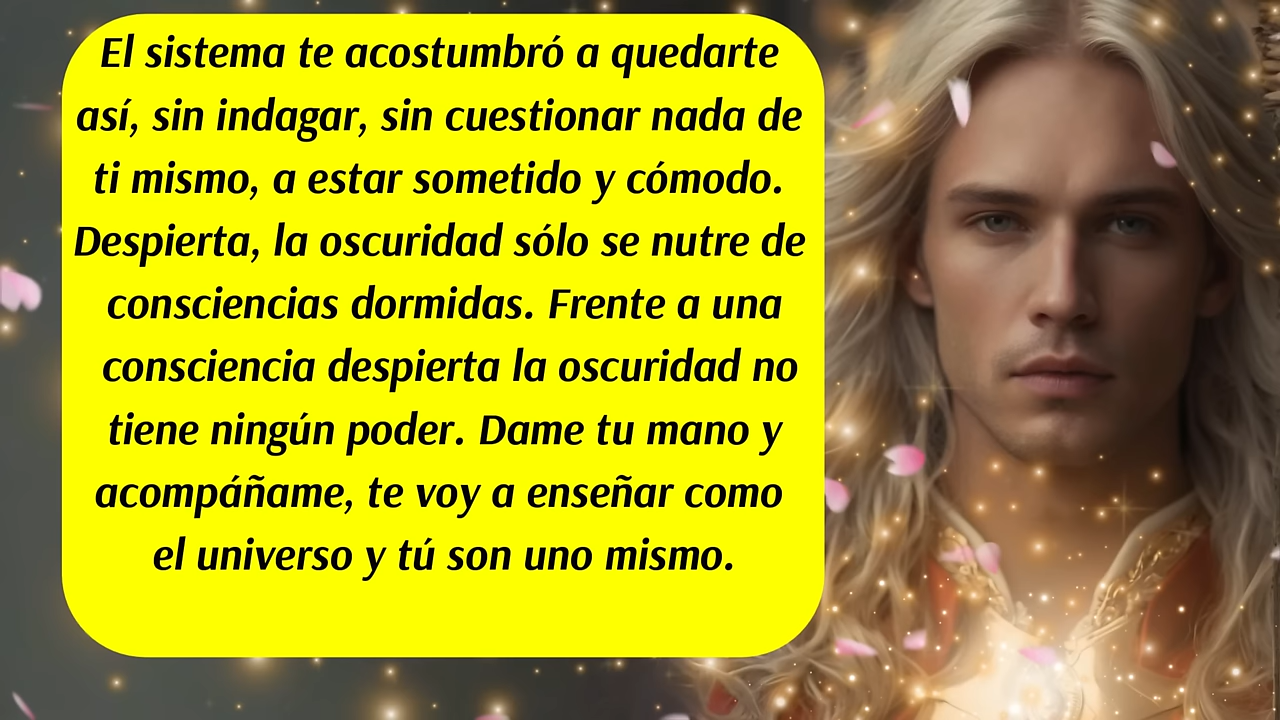 El sistema te acostumbró a quedarte
así, sin indagar, sin cuestionar nada de
ti mismo, a estar sometido y cómodo.
Despierta, la oscuridad sólo se nutre de
consciencias dormidas. Frente a una
consciencia despierta la oscuridad no
tiene ningún poder. Dame tu mano y
acompáñame, te voy a enseñar como
el universo y tú son uno mismo.